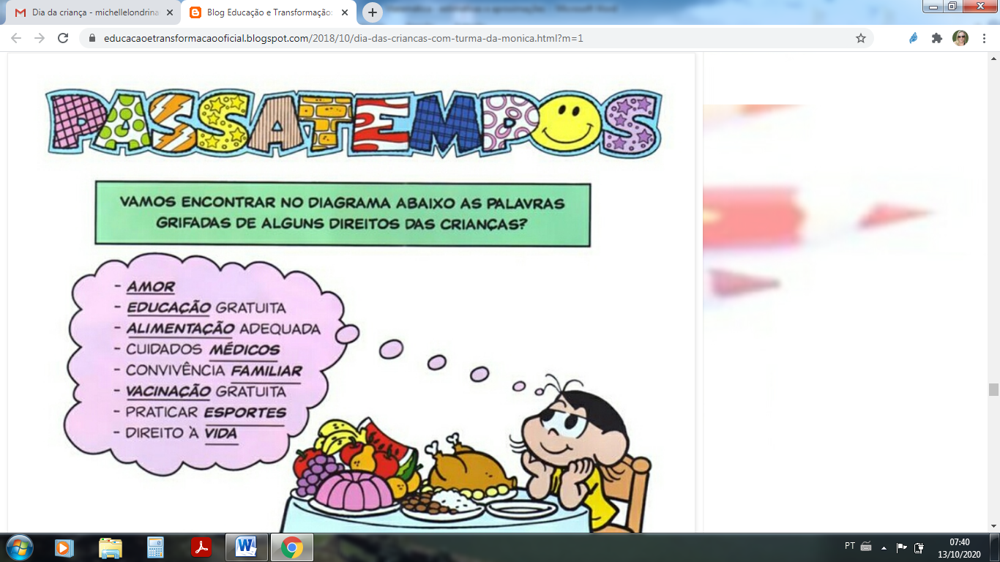 Dia da criança - michellelondrina
Blog Educação e Transformação:
educacaoetransformacaooficial.blogspot.com/2018/10/dia-das-criancas-com-turma-da-monica.html?m=1
PASSATEMPOS
VAMOS ENCONTRAR NO DIAGRAMA ABAIXO AS PALAVRAS
GRIFADAS DE ALGUNS DIREITOS DAS CRIANÇAS?
- AMOR
- EDUCAÇÃO GRATUITA
- ALIMENTAÇÃO ADEQUADA
- CUIDADOS MÉDICOS
- CONVIVÊNCIA FAMILIAR
- VACINAÇÃO GRATUITA
- PRATICAR ESPORTES
- DIREITO À VIDA
PT
07:40
13/10/2020